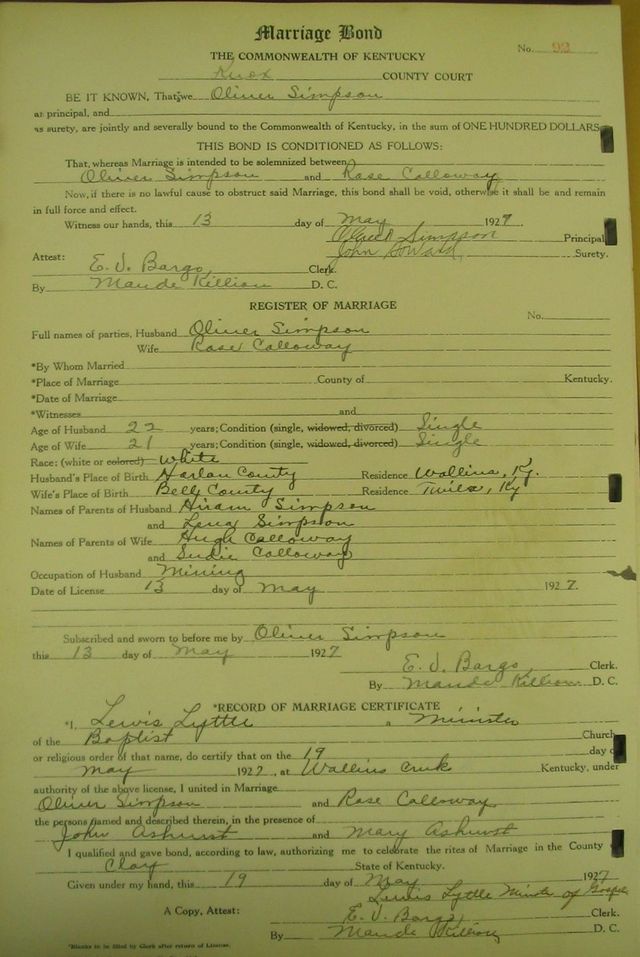 Marriage Bond
No. 92
THE COMMONWEALTH OF KENTUCKY
Knox COUNTY COURT
BE IT KNOWN, That we Oliver Simpson
as principal, and
as surety, are jointly and severally bound to the Commonwealth of Kentucky, in the sum of ONE HUNDRED DOLLARS
THIS BOND IS CONDITIONED AS FOLLOWS:
That, whereas Marriage is intended to be solemnized between
Oliver Simpson and Rose Calloway
Now, if there is no lawful cause to obstruct said Marriage, this bond shall be void, otherwise it shall be and remain
in full force and effect.
Witness our hands, this 13 day of May 1927
Simpson Principal
John Howard Surety.
Attest:
E. J. Bargo Clerk.
By Maude Killion D. C.
REGISTER OF MARRIAGE
No.
Full names of parties, Husband Oliver Simpson
Wife Rose Calloway
*By Whom Married
*Place of Marriage County of Kentucky.
*Date of Marriage
*Witnesses and
Age of Husband 22 years; Condition (single, widowed, divorced) Single
Age of Wife 21 years; Condition (single, widowed, divorced) Single
Race: (white or colored) White
Husband's Place of Birth Harlan County Residence Wallins, Ky.
Wife's Place of Birth Bell County Residence Tinsley, Ky
Names of Parents of Husband Hiram Simpson
and Lena Simpson
Names of Parents of Wife Hugh Calloway
and Sudie Calloway
Occupation of Husband Mining
Date of License 13 day of May 1927.
Subscribed and sworn to before me by Oliver Simpson
this 13 day of May 1927
E. J. Bargo Clerk.
By Maude Killion D. C.
*RECORD OF MARRIAGE CERTIFICATE
*I, Lewis Lyttle a Minister
of the Baptist Church
or religious order of that name, do certify that on the 19 day of
May 1927, at Wallins Creek Kentucky, under
authority of the above license, I united in Marriage
Oliver Simpson and Rose Calloway
the persons named and described therein, in the presence of
John Ashurst and Mary Ashurst
I qualified and gave bond, according to law, authorizing me to celebrate the rites of Marriage in the County of
Clay State of Kentucky.
Given under my hand, this 19 day of May 1927
Lewis Lyttle Minister of Gospel
A Copy, Attest: E. J. Bargo Clerk.
By Maude Killion D. C.
*Blanks to be filled by Clerk after return of License.